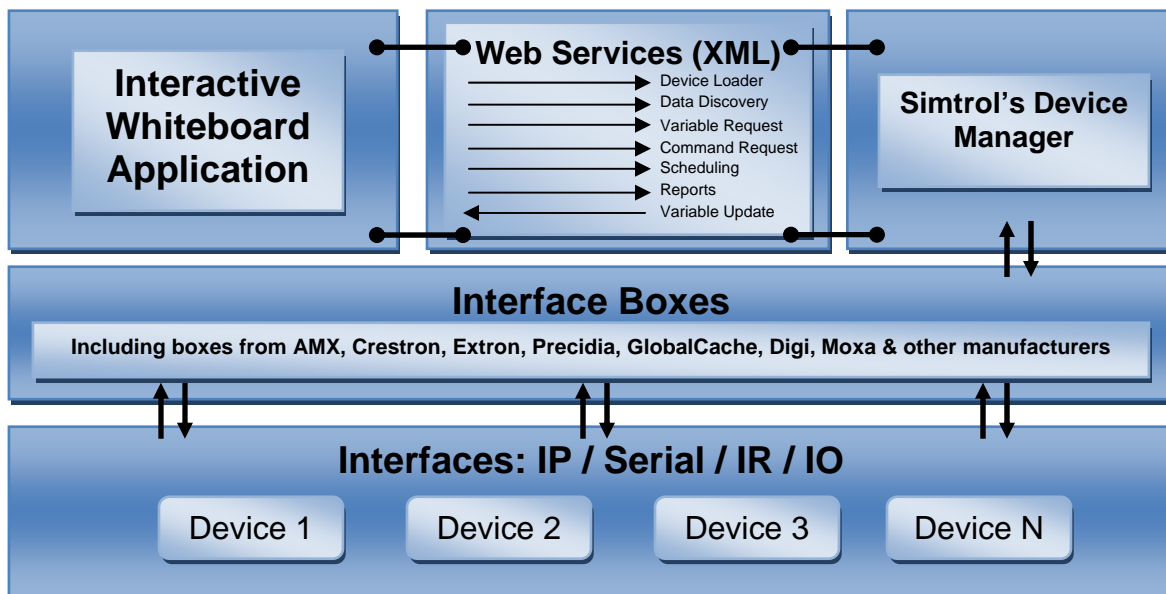 Interactive
Whiteboard
Application
Web Services (XML)
Device Loader
Data Discovery
Variable Request
Command Request
Scheduling
Reports
Variable Update
Simtrol's Device
Manager
Interface Boxes
Including boxes from AMX, Crestron, Extron, Precidia, GlobalCache, Digi, Moxa & other manufacturers
Interfaces: IP / Serial / IR / IO
Device 1
Device 2
Device 3
Device N